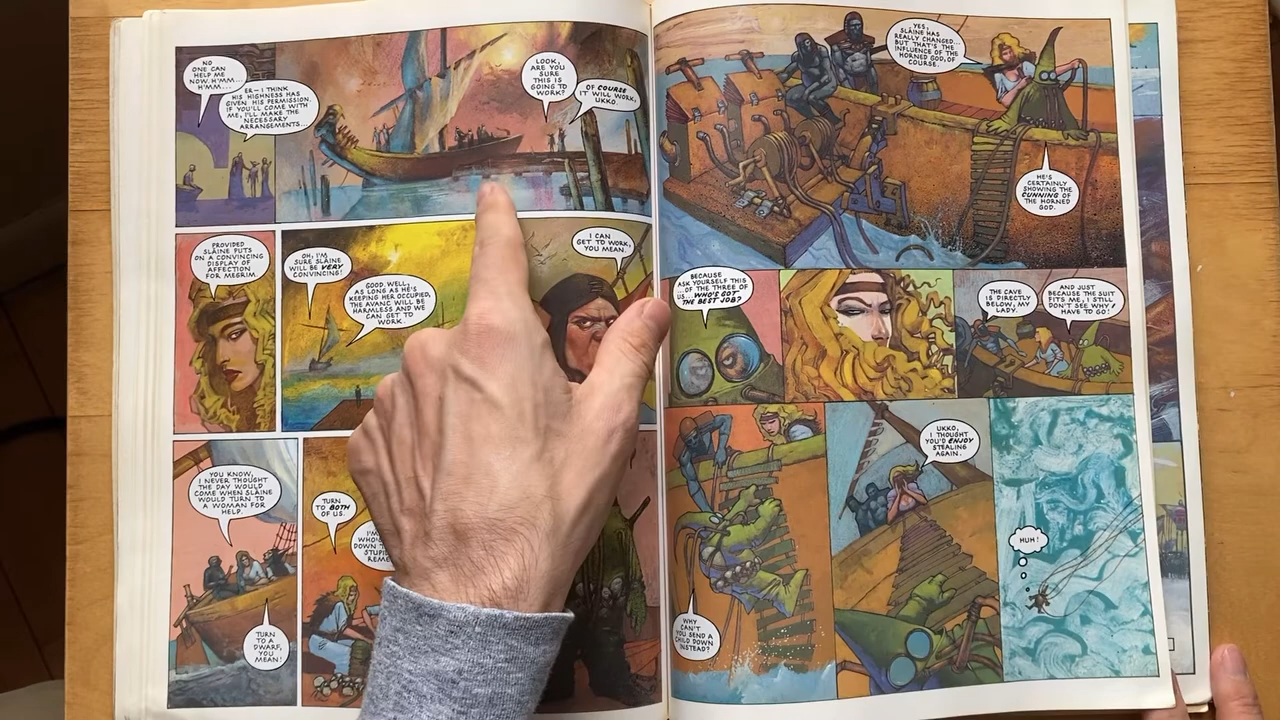 NO
ONE CAN
HELP ME
NOW. H'MM...
H'MM...
ER- I THINK
HIS HIGHNESS HAS
GIVEN HIS PERMISSION.
IF YOU'LL COME WITH
ME, I'LL MAKE THE
NECESSARY
ARRANGEMENTS...
LOOK,
ARE YOU
SURE
THIS IS
GOING TO
WORK?
OF COURSE
IT WILL WORK,
UKKO.
PROVIDED
SLÁINE PUTS
ON A CONVINCING
DISPLAY OF
AFFECTION
FOR MEGRIM
OH, I'M
SURE SLÁINE
WILL BE VERY
CONVINCING!
GOOD. WELL,
AS LONG AS HE'S
KEEPING HER OCCUPIED,
THE AVANC WILL BE
HARMLESS AND WE
CAN GET TO
WORK.
I CAN
GET TO WORK,
YOU MEAN.
YOU KNOW,
I NEVER THOUGHT
THE DAY WOULD
COME WHEN SLÁINE
WOULD TURN TO
A WOMAN FOR
HELP.
TURN
TO A
DWARF,
YOU
MEAN!
TURN
TO BOTH
OF US.
I'M
WHO'S
DOWN
STUPID
REME
YES,
SLÁINE HAS
REALLY CHANGED...
BUT THAT'S THE
INFLUENCE OF THE
HORNED GOD, OF
COURSE.
HE'S
CERTAINLY
SHOWING THE
CUNNING OF
THE HORNED
GOD.
BECAUSE
ASK YOURSELF THIS
...OF THE THREE OF
US... WHO'S GOT
THE BEST JOB?
THE CAVE
IS DIRECTLY
BELOW, MY
LADY.
AND JUST
BECAUSE THE SUIT
FITS ME, I STILL
DON'T SEE WHY I
HAVE TO GO!
WHY
CAN'T
YOU SEND A
CHILD DOWN
INSTEAD?
UKKO,
I THOUGHT
YOU'D ENJOY
STEALING
AGAIN.
HUH!